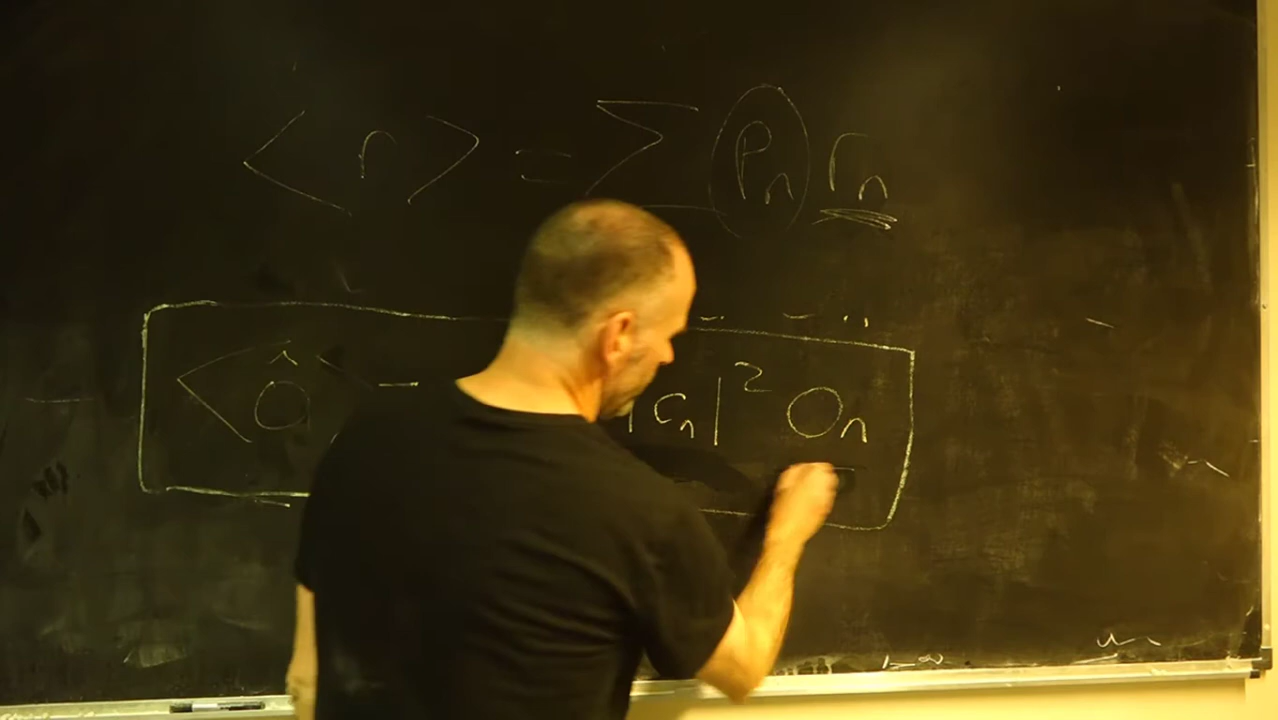 <r> = Σ Pₙ rₙ
<Ô |cₙ|² Oₙ